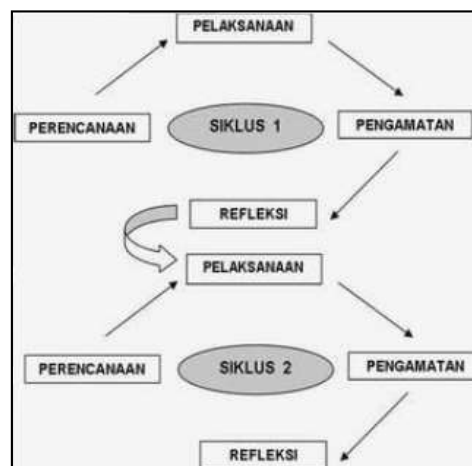 PELAKSANAAN
PERENCANAAN
SIKLUS 1
PENGAMATAN
REFLEKSI
PELAKSANAAN
PERENCANAAN
SIKLUS 2
PENGAMATAN
REFLEKSI